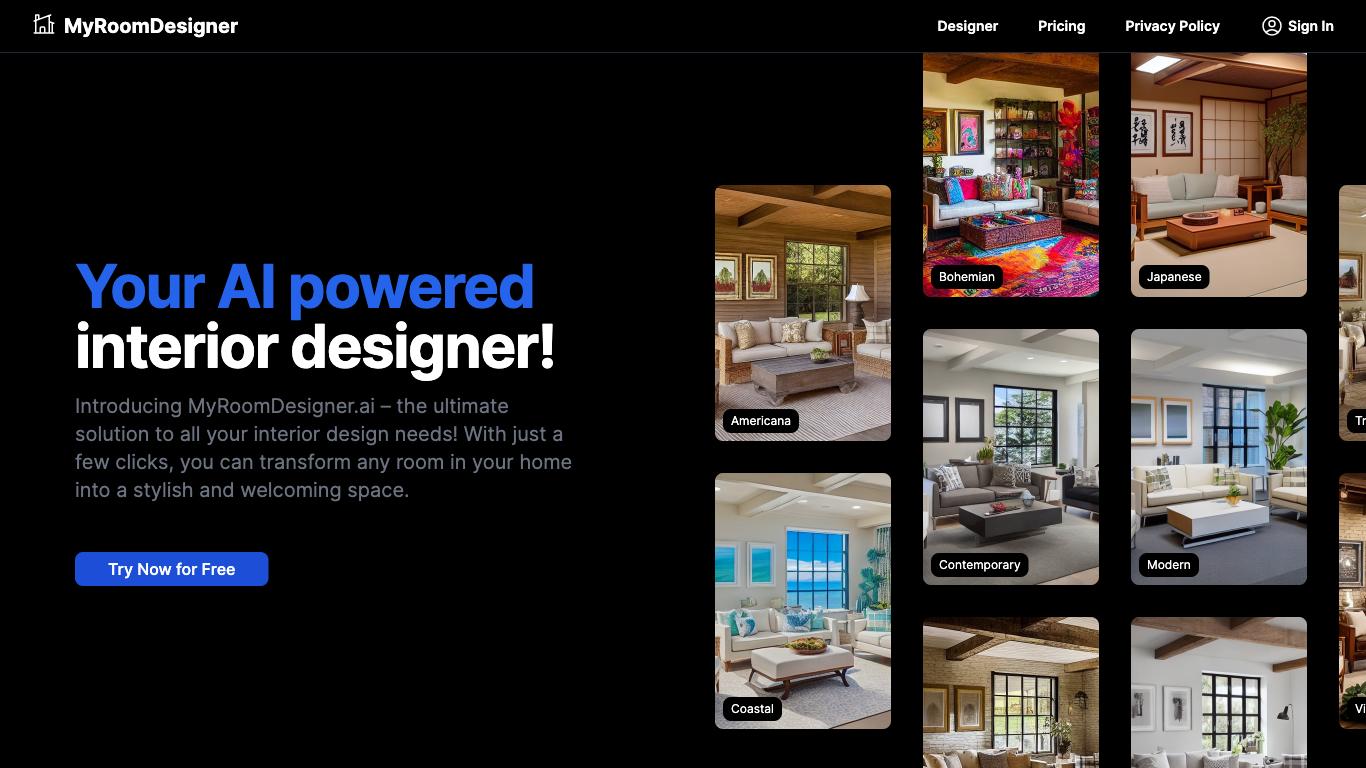 MyRoomDesigner
Designer
Pricing
Privacy Policy
Sign In
Your AI powered
interior designer!
Introducing MyRoomDesigner.ai – the ultimate
solution to all your interior design needs! With just a
few clicks, you can transform any room in your home
into a stylish and welcoming space.
Try Now for Free
Americana
Coastal
Bohemian
Contemporary
Japanese
Modern
Tr
Vi